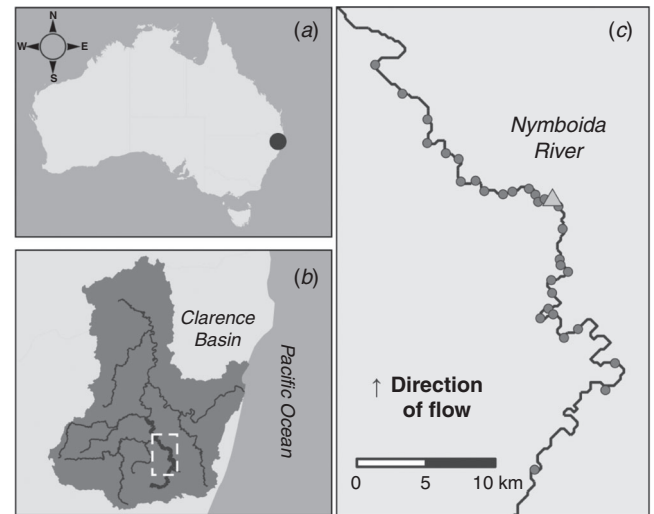 (a)
N
W E
S
(b)
Clarence
Basin
Pacific Ocean
(c)
Nymboida
River
↑ Direction
of flow
0 5 10 km